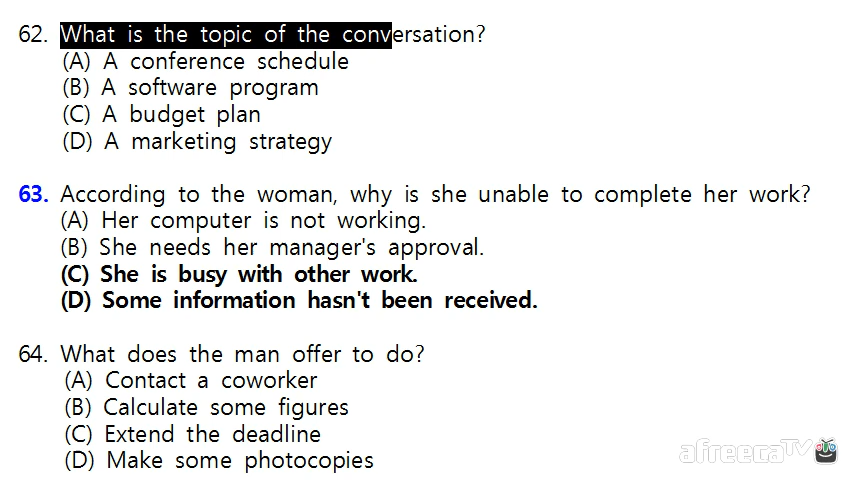 62. What is the topic of the conversation?
(A) A conference schedule
(B) A software program
(C) A budget plan
(D) A marketing strategy
63. According to the woman, why is she unable to complete her work?
(A) Her computer is not working.
(B) She needs her manager's approval.
(C) She is busy with other work.
(D) Some information hasn't been received.
64. What does the man offer to do?
(A) Contact a coworker
(B) Calculate some figures
(C) Extend the deadline
(D) Make some photocopies
afreecaTV